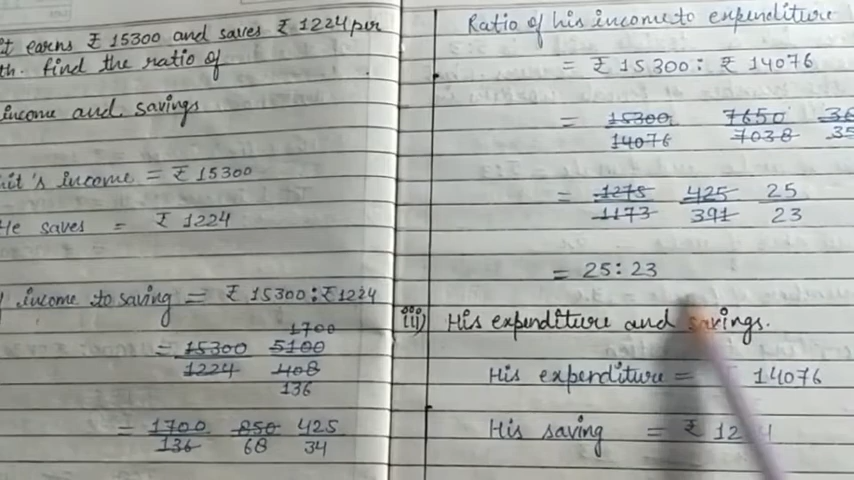 it earns ₹ 15300 and saves ₹ 1224 per
th. find the ratio of
income and savings
it's income = ₹ 15300
He saves = ₹ 1224
income to saving = ₹ 15300 : ₹ 1224
1700
= 15300 5100
1224 408
136
= 1700 850 425
136 68 34
Ratio of his income to expenditure
= ₹ 15300 : ₹ 14076
= 15300 7650
14076 7038 35
= 1275 425 25
1173 391 23
= 25 : 23
(iii) His expenditure and savings.
His expenditure = 14076
His saving = ₹